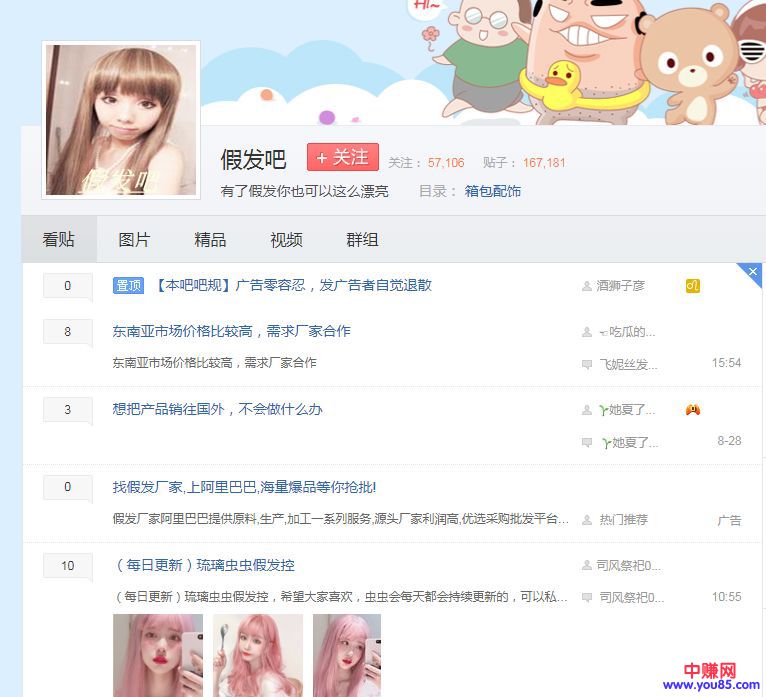 Hi~
假发吧
假发吧 + 关注 关注： 57,106 贴子： 167,181
有了假发你也可以这么漂亮 目录： 箱包配饰
看贴 图片 精品 视频 群组
0 置顶 【本吧吧规】广告零容忍，发广告者自觉退散 酒狮子彦
8 东南亚市场价格比较高，需求厂家合作 吃瓜的...
东南亚市场价格比较高，需求厂家合作 飞妮丝发... 15:54
3 想把产品销往国外，不会做什么办 她夏了...
她夏了... 8-28
0 找假发厂家,上阿里巴巴,海量爆品等你抢批!
假发厂家阿里巴巴提供原料,生产,加工一系列服务,源头厂家利润高,优选采购批发平台... 热门推荐 广告
10 （每日更新）琉璃虫虫假发控 司风祭祀0...
（每日更新）琉璃虫虫假发控，希望大家喜欢，虫虫会每天都会持续更新的，可以私... 司风祭祀0... 10:55
中赚网
www.you85.com